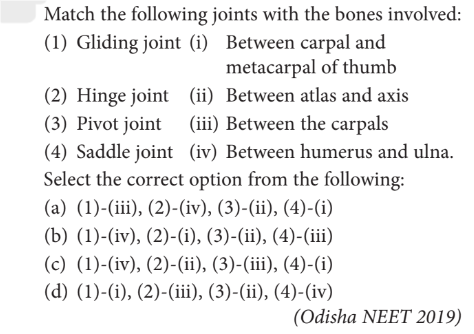 Match the following joints with the bones involved:
(1) Gliding joint (i) Between carpal and
metacarpal of thumb
(2) Hinge joint (ii) Between atlas and axis
(3) Pivot joint (iii) Between the carpals
(4) Saddle joint (iv) Between humerus and ulna.
Select the correct option from the following:
(a) (1)-(iii), (2)-(iv), (3)-(ii), (4)-(i)
(b) (1)-(iv), (2)-(i), (3)-(ii), (4)-(iii)
(c) (1)-(iv), (2)-(ii), (3)-(iii), (4)-(i)
(d) (1)-(i), (2)-(iii), (3)-(ii), (4)-(iv)
(Odisha NEET 2019)